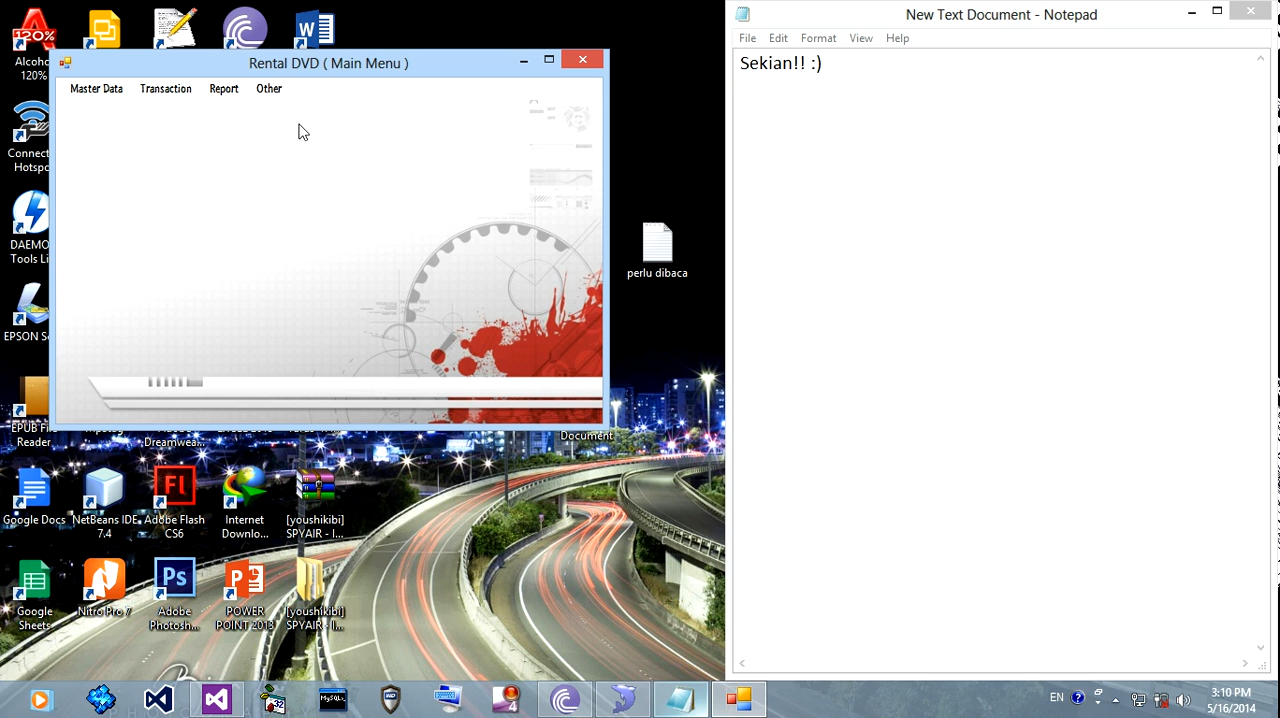 120%
Alcoho
120%
Connect
Hotspo
DAEMO
Tools Li
EPSON S
EPUB File
Reader
Dreamwea...
Google Docs
NetBeans IDE
7.4
Adobe Flash
CS6
Internet
Downlo...
[youshikibi]
SPYAIR - I...
Google
Sheets
Nitro Pro 7
Adobe
Photosh...
POWER
POINT 2013
[youshikibi]
SPYAIR - I...
Rental DVD ( Main Menu )
Master Data Transaction Report Other
perlu dibaca
Document
New Text Document - Notepad
File Edit Format View Help
Sekian!! :)
EN
3:10 PM
5/16/2014